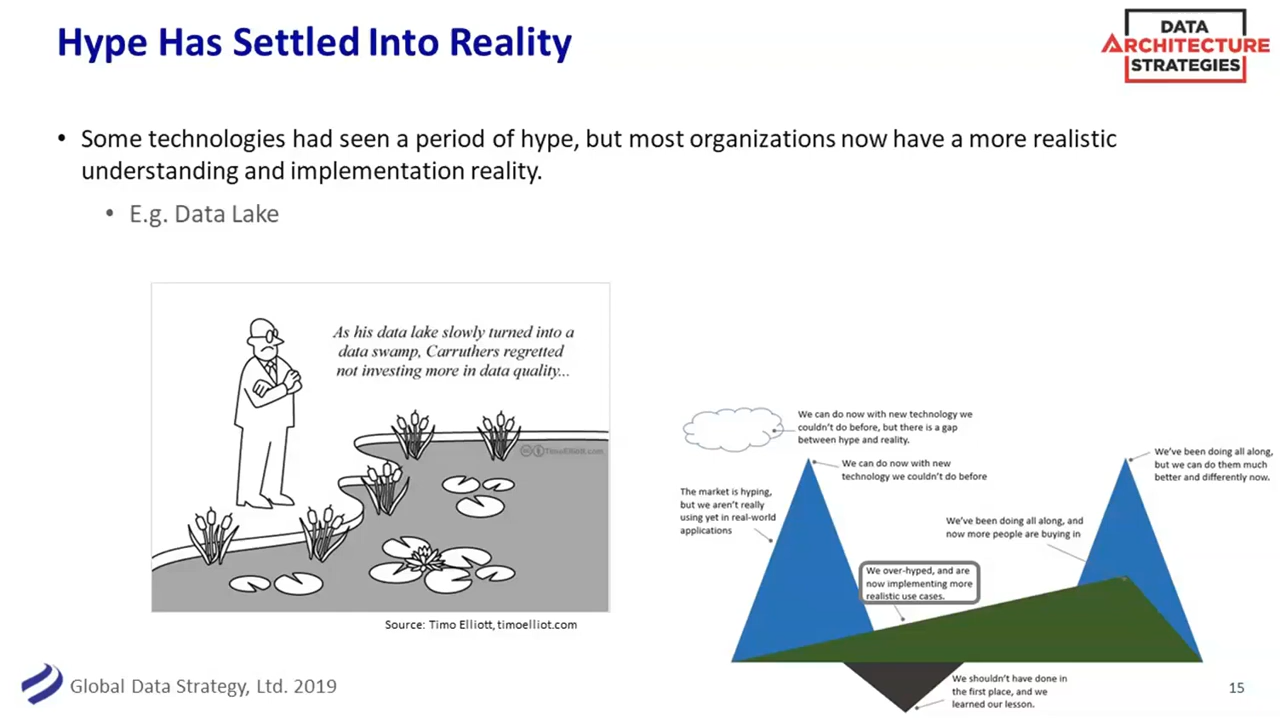 Hype Has Settled Into Reality
DATA
ARCHITECTURE
STRATEGIES
• Some technologies had seen a period of hype, but most organizations now have a more realistic
understanding and implementation reality.
• E.g. Data Lake
As his data lake slowly turned into a
data swamp, Carruthers regretted
not investing more in data quality...
TimoElliott.com
Source: Timo Elliott, timoelliot.com
We can do now with new technology we
couldn't do before, but there is a gap
between hype and reality.
We can do now with new
technology we couldn't do before
The market is hyping,
but we aren't really
using yet in real-world
applications
We've been doing all along,
but we can do them much
better and differently now.
We've been doing all along, and
now more people are buying in
We over-hyped, and are
now implementing more
realistic use cases.
We shouldn't have done in
the first place, and we
learned our lesson.
Global Data Strategy, Ltd. 2019
15